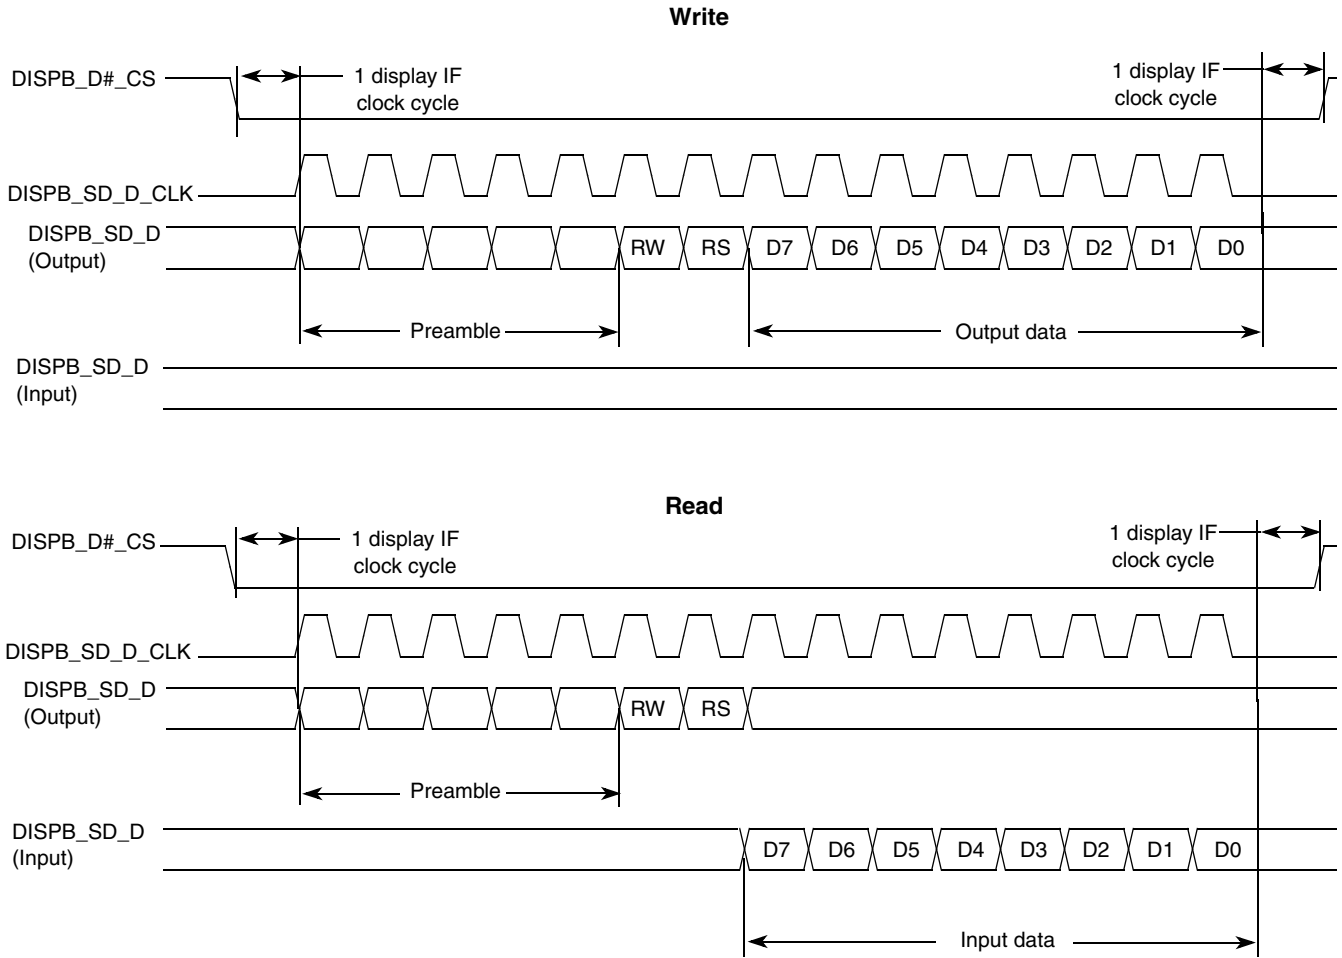 Write
DISPB_D#_CS
1 display IF
clock cycle
1 display IF
clock cycle
DISPB_SD_D_CLK
DISPB_SD_D
(Output)
RW RS D7 D6 D5 D4 D3 D2 D1 D0
Preamble
Output data
DISPB_SD_D
(Input)
Read
DISPB_D#_CS
1 display IF
clock cycle
1 display IF
clock cycle
DISPB_SD_D_CLK
DISPB_SD_D
(Output)
RW RS
Preamble
DISPB_SD_D
(Input)
D7 D6 D5 D4 D3 D2 D1 D0
Input data